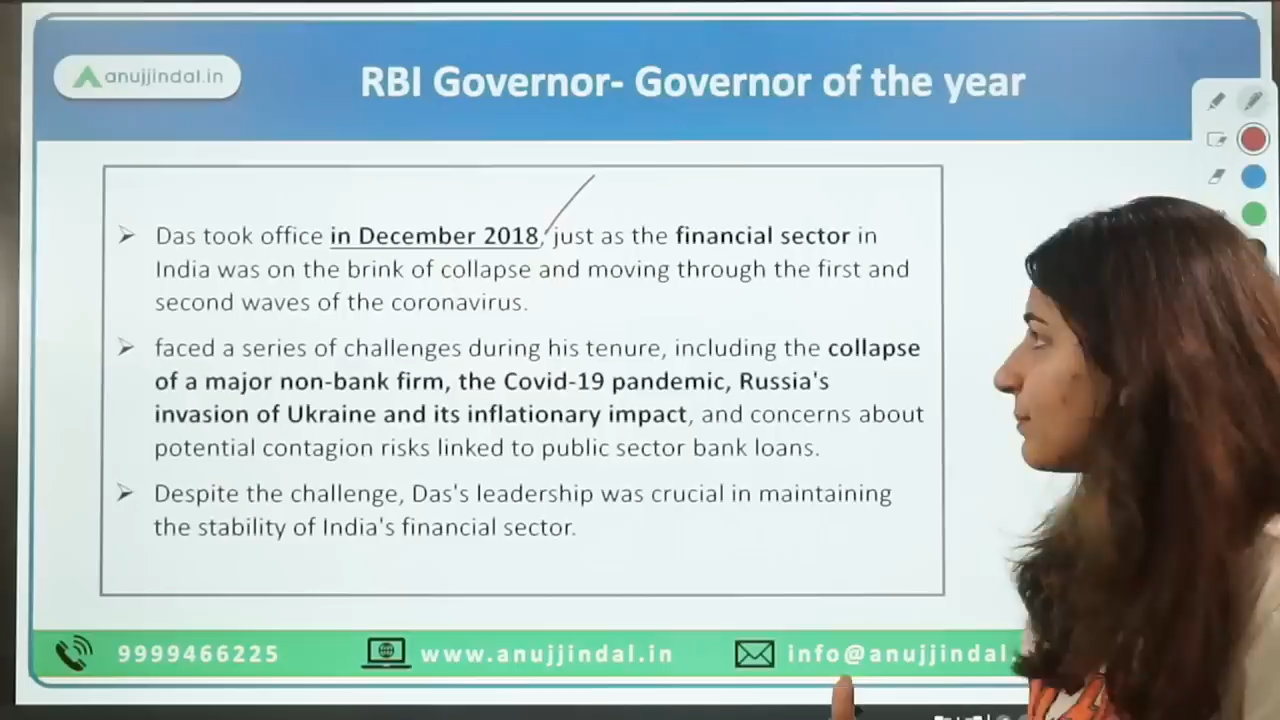 anujjindal.in
RBI Governor- Governor of the year
Das took office in December 2018, just as the financial sector in
India was on the brink of collapse and moving through the first and
second waves of the coronavirus.
faced a series of challenges during his tenure, including the collapse
of a major non-bank firm, the Covid-19 pandemic, Russia's
invasion of Ukraine and its inflationary impact, and concerns about
potential contagion risks linked to public sector bank loans.
Despite the challenge, Das's leadership was crucial in maintaining
the stability of India's financial sector.
9999466225
www.anujjindal.in
info@anujjindal.